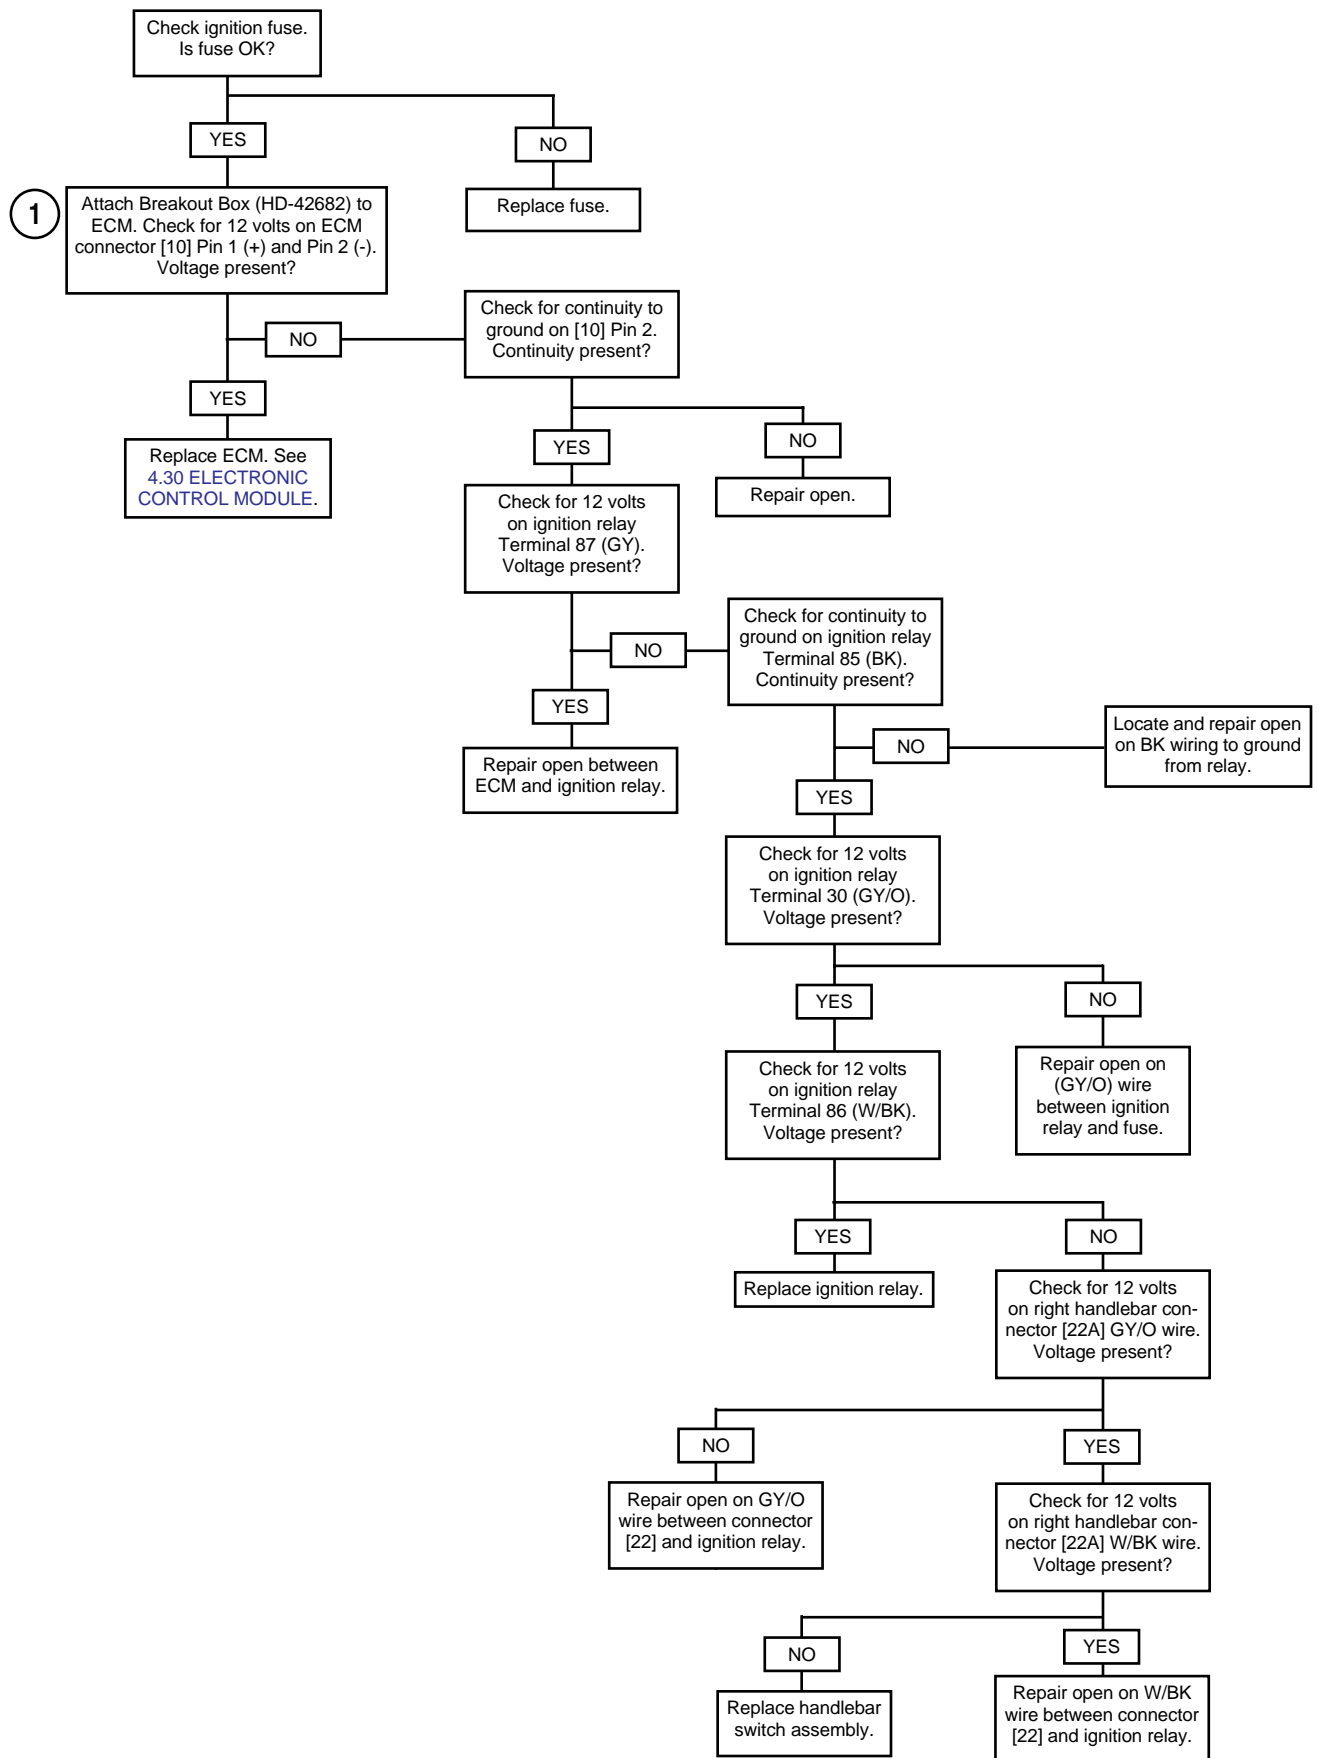 Check ignition fuse.
Is fuse OK?
YES
NO
1
Attach Breakout Box (HD-42682) to
ECM. Check for 12 volts on ECM
connector [10] Pin 1 (+) and Pin 2 (-).
Voltage present?
Replace fuse.
NO
Check for continuity to
ground on [10] Pin 2.
Continuity present?
YES
Replace ECM. See
4.30 ELECTRONIC
CONTROL MODULE.
YES
NO
Check for 12 volts
on ignition relay
Terminal 87 (GY).
Voltage present?
Repair open.
NO
Check for continuity to
ground on ignition relay
Terminal 85 (BK).
Continuity present?
YES
Repair open between
ECM and ignition relay.
NO
Locate and repair open
on BK wiring to ground
from relay.
YES
Check for 12 volts
on ignition relay
Terminal 30 (GY/O).
Voltage present?
YES
NO
Check for 12 volts
on ignition relay
Terminal 86 (W/BK).
Voltage present?
Repair open on
(GY/O) wire
between ignition
relay and fuse.
YES
NO
Replace ignition relay.
Check for 12 volts
on right handlebar con-
nector [22A] GY/O wire.
Voltage present?
NO
YES
Repair open on GY/O
wire between connector
[22] and ignition relay.
Check for 12 volts
on right handlebar con-
nector [22A] W/BK wire.
Voltage present?
NO
YES
Replace handlebar
switch assembly.
Repair open on W/BK
wire between connector
[22] and ignition relay.